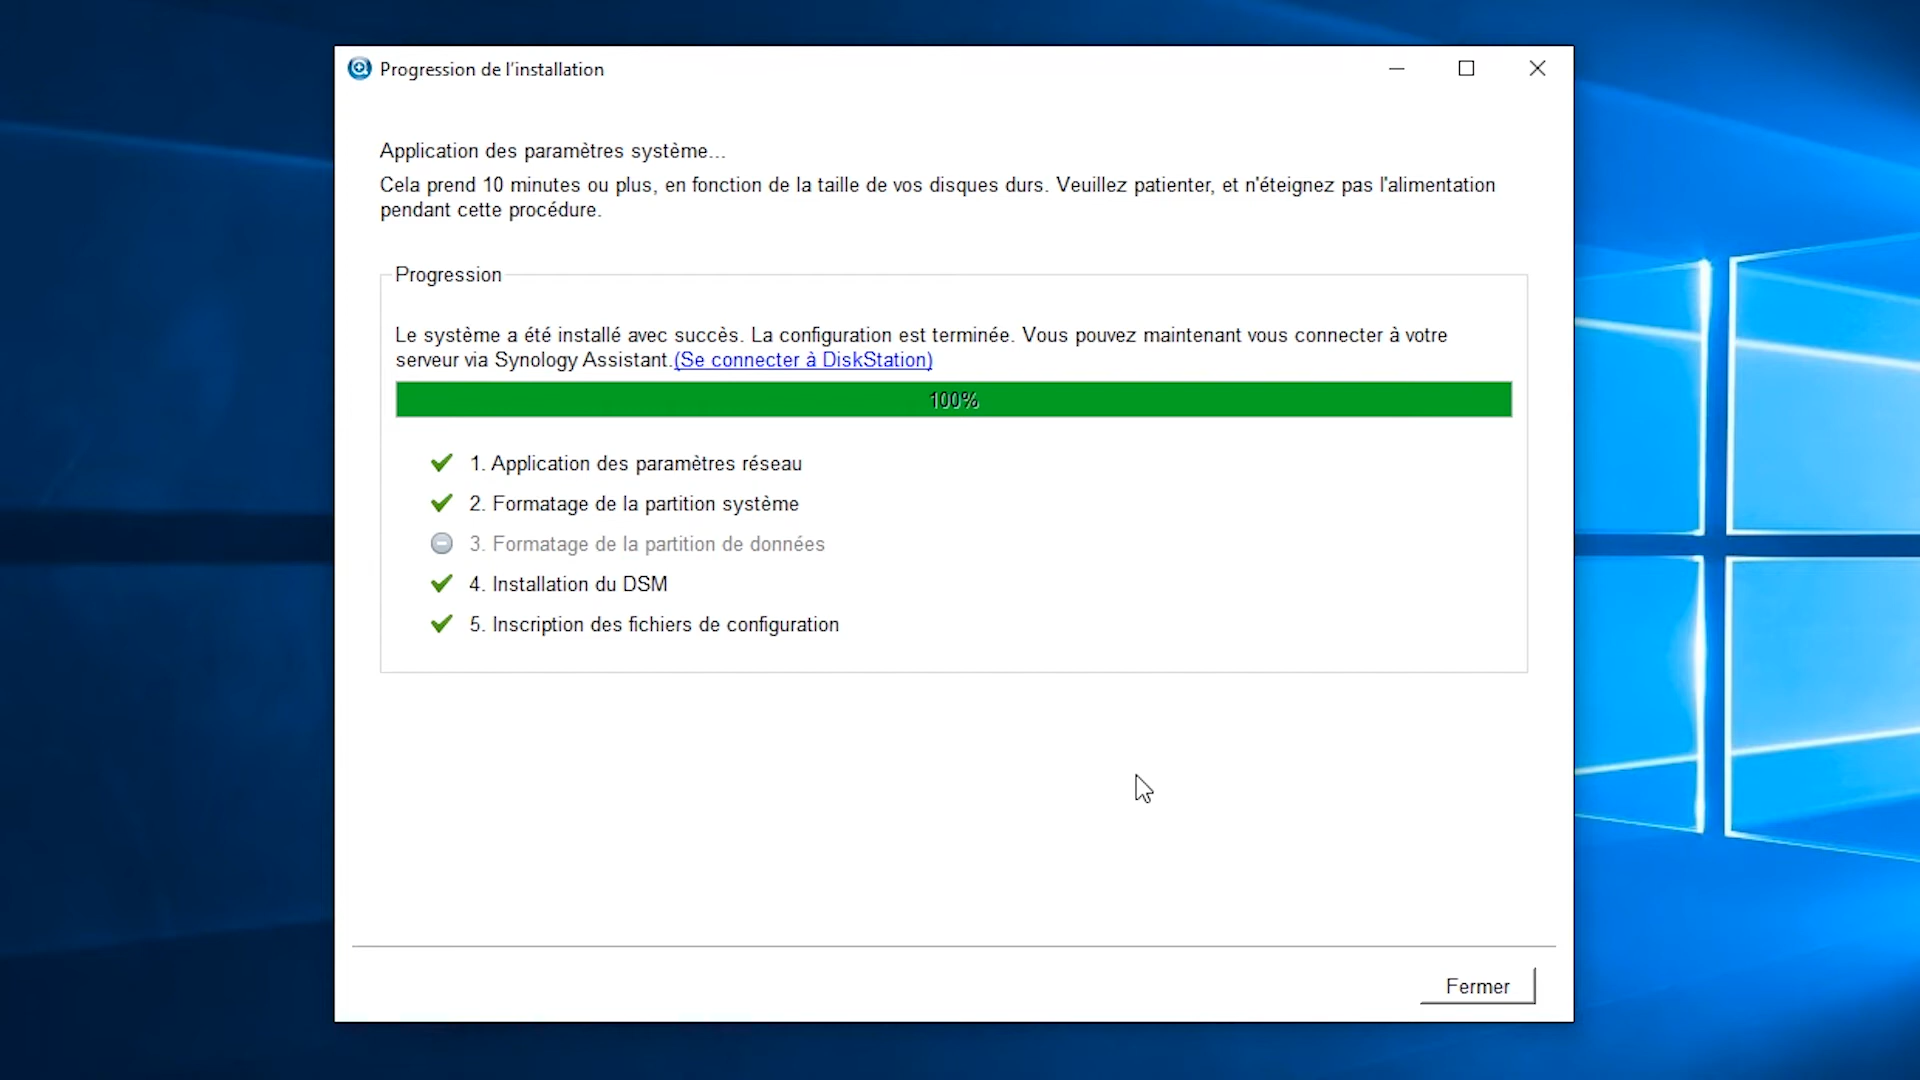 Progression de l'installation
Application des paramètres système...
Cela prend 10 minutes ou plus, en fonction de la taille de vos disques durs. Veuillez patienter, et n'éteignez pas l'alimentation
pendant cette procédure.
Progression
Le système a été installé avec succès. La configuration est terminée. Vous pouvez maintenant vous connecter à votre
serveur via Synology Assistant.(Se connecter à DiskStation)
100%
1. Application des paramètres réseau
2. Formatage de la partition système
3. Formatage de la partition de données
4. Installation du DSM
5. Inscription des fichiers de configuration
Fermer